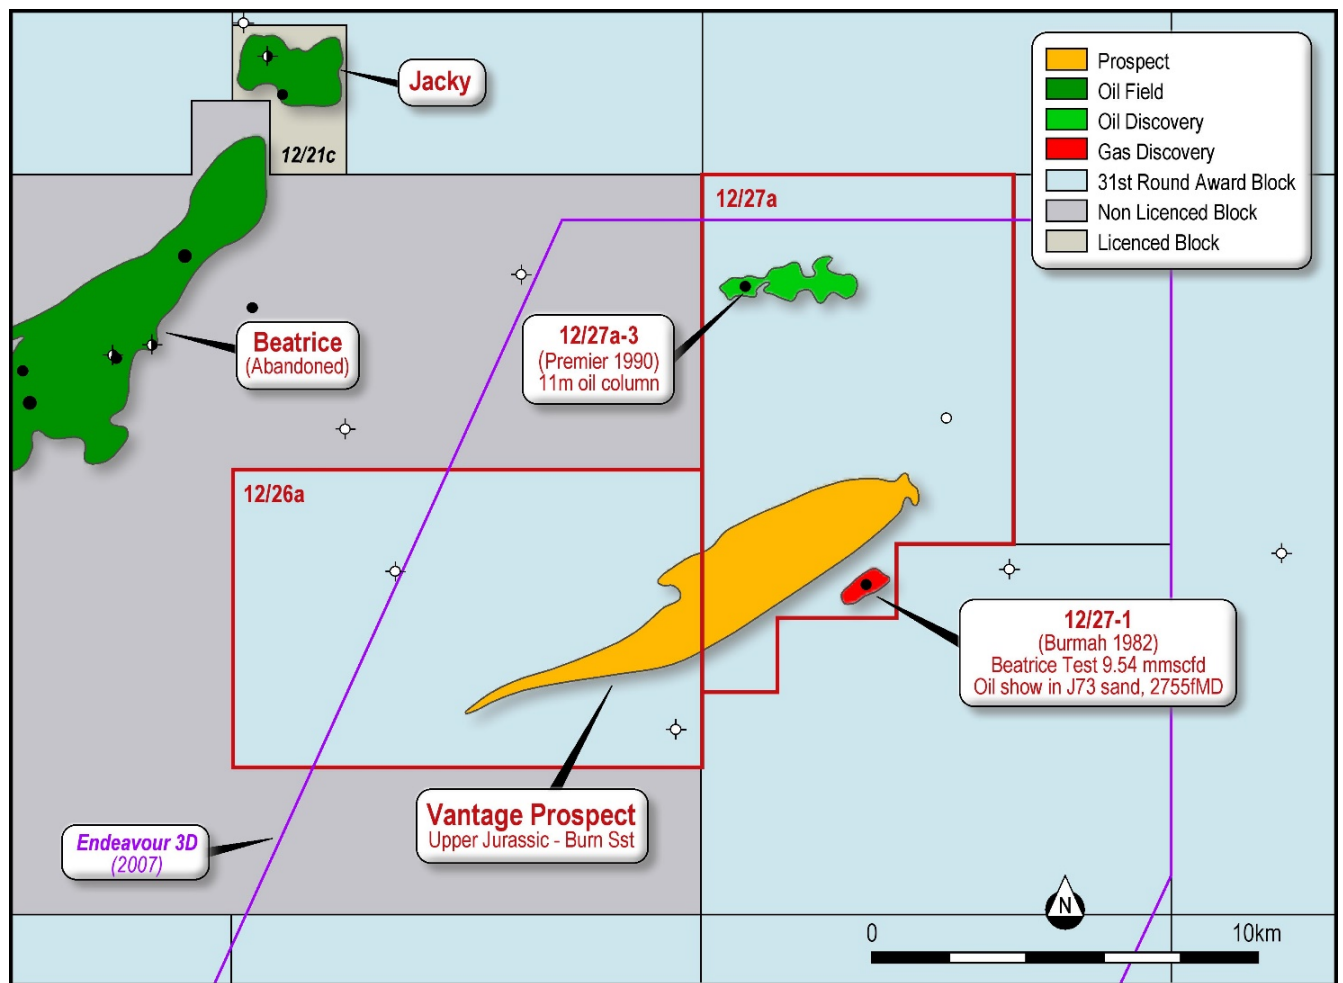 Jacky
12/21c
Prospect
Oil Field
Oil Discovery
Gas Discovery
31st Round Award Block
Non Licenced Block
Licenced Block
12/27a
Beatrice
(Abandoned)
12/27a-3
(Premier 1990)
11m oil column
12/26a
12/27-1
(Burmah 1982)
Beatrice Test 9.54 mmscfd
Oil show in J73 sand, 2755fMD
Vantage Prospect
Upper Jurassic - Burn Sst
Endeavour 3D
(2007)
N
0
10km